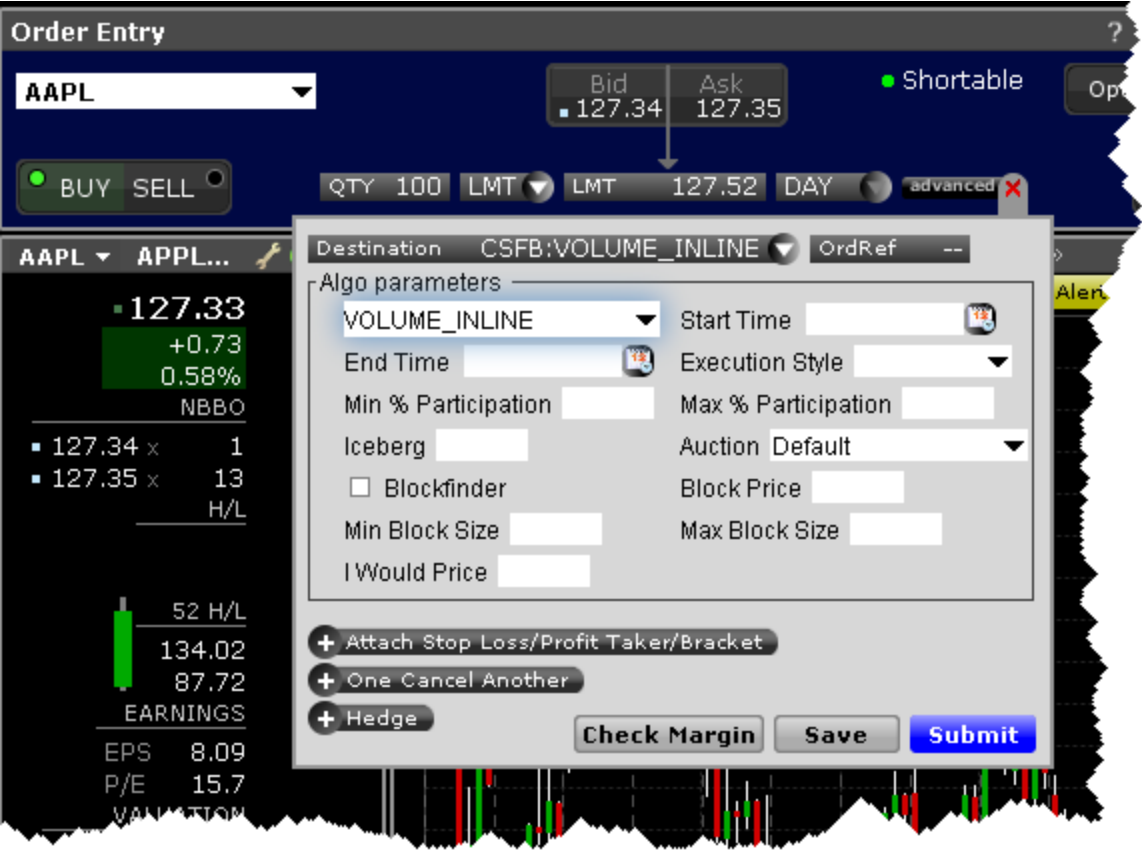 Order Entry ?
AAPL
Bid Ask
127.34 127.35
Shortable
BUY SELL
QTY 100 LMT LMT 127.52 DAY advanced
AAPL APPL...
Destination CSFB:VOLUME_INLINE OrdRef --
Algo parameters
VOLUME_INLINE Start Time
End Time Execution Style
Min % Participation Max % Participation
Iceberg Auction Default
Blockfinder Block Price
Min Block Size Max Block Size
I Would Price
Attach Stop Loss/Profit Taker/Bracket
One Cancel Another
Hedge
Check Margin Save Submit
127.33
+0.73
0.58%
NBBO
127.34 x 1
127.35 x 13
H/L
52 H/L
134.02
87.72
EARNINGS
EPS 8.09
P/E 15.7
VALUATION